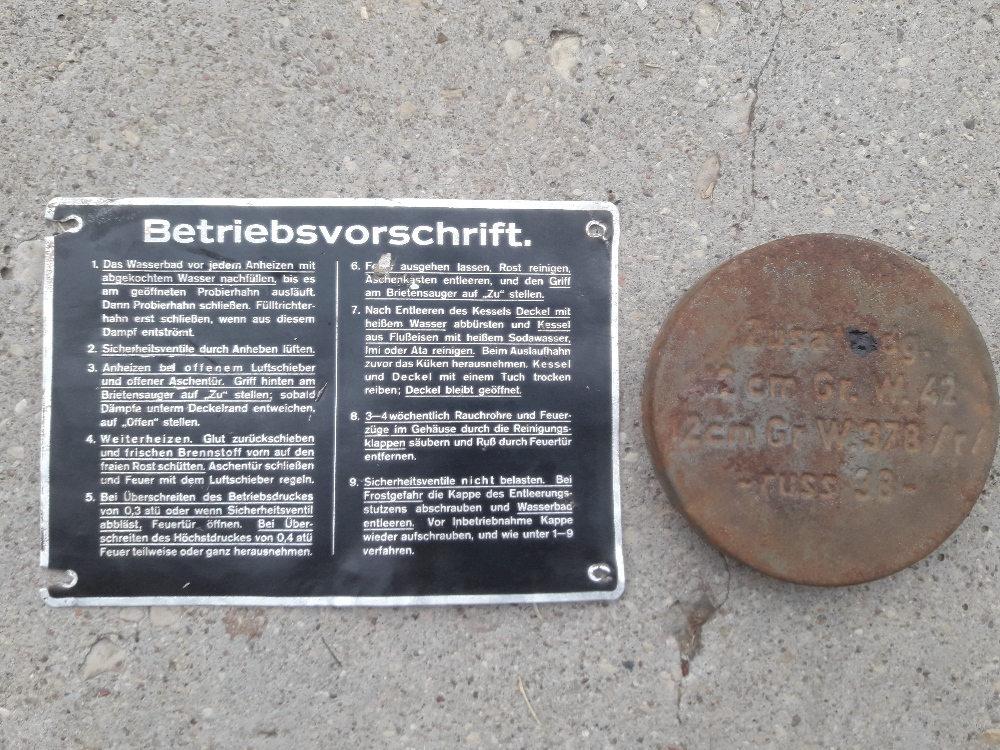 Betriebsvorschrift.
1. Das Wasserbad vor jedem Anheizen mit
abgekochtem Wasser nachfüllen, bis es
am geöffneten Probierhahn ausläuft.
Dann Probierhahn schließen. Fülltrichter-
hahn erst schließen, wenn aus diesem
Dampf entströmt.
2. Sicherheitsventile durch Anheben lüften.
3. Anheizen bei offenem Luftschieber
und offener Aschentür. Griff hinten am
Brietensauger auf „Zu" stellen; sobald
Dämpfe unterm Deckelrand entweichen,
auf „Offen" stellen.
4. Weiterheizen. Glut zurückschieben
und frischen Brennstoff vorn auf den
freien Rost schütten. Aschentür schließen
und Feuer mit dem Luftschieber regeln.
5. Bei Überschreiten des Betriebsdruckes
von 0,3 atü oder wenn Sicherheitsventil
abbläst, Feuertür öffnen. Bei Über-
schreiten des Höchstdruckes von 0,4 atü
Feuer teilweise oder ganz herausnehmen.
6. ausgehen lassen, Rost reinigen,
Aschenkasten entleeren, und den Griff
am Brietensauger auf „Zu" stellen.
7. Nach Entleeren des Kessels Deckel mit
heißem Wasser abbürsten und Kessel
aus Flußeisen mit heißem Sodawasser,
Imi oder Ata reinigen. Beim Auslaufhahn
zuvor das Küken herausnehmen. Kessel
und Deckel mit einem Tuch trocken
reiben; Deckel bleibt geöffnet.
8. 3—4 wöchentlich Rauchrohre und Feuer-
züge im Gehäuse durch die Reinigungs-
klappen säubern und Ruß durch Feuertür
entfernen.
9. Sicherheitsventile nicht belasten. Bei
Frostgefahr die Kappe des Entleerungs-
stutzens abschrauben und Wasserbad
entleeren. Vor Inbetriebnahme Kappe
wieder aufschrauben, und wie unter 1—9
verfahren.
cm Gr. W.
2cm Gr. W. 378
russ 38 -